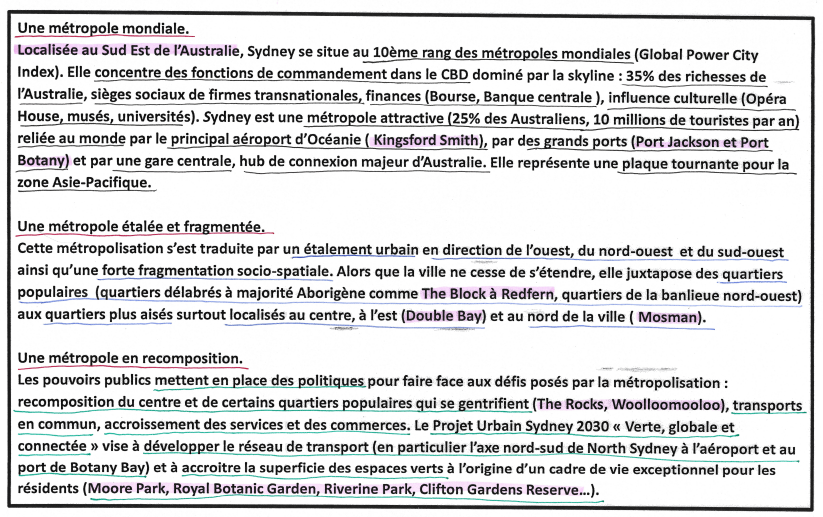 Une métropole mondiale.
Localisée au Sud Est de l'Australie, Sydney se situe au 10ème rang des métropoles mondiales (Global Power City
Index). Elle concentre des fonctions de commandement dans le CBD dominé par la skyline : 35% des richesses de
l'Australie, sièges sociaux de firmes transnationales, finances (Bourse, Banque centrale ), influence culturelle (Opéra
House, musés, universités). Sydney est une métropole attractive (25% des Australiens, 10 millions de touristes par an)
reliée au monde par le principal aéroport d'Océanie ( Kingsford Smith), par des grands ports (Port Jackson et Port
Botany) et par une gare centrale, hub de connexion majeur d'Australie. Elle représente une plaque tournante pour la
zone Asie-Pacifique.
Une métropole étalée et fragmentée.
Cette métropolisation s'est traduite par un étalement urbain en direction de l'ouest, du nord-ouest et du sud-ouest
ainsi qu'une forte fragmentation socio-spatiale. Alors que la ville ne cesse de s'étendre, elle juxtapose des quartiers
populaires (quartiers délabrés à majorité Aborigène comme The Block à Redfern, quartiers de la banlieue nord-ouest)
aux quartiers plus aisés surtout localisés au centre, à l'est (Double Bay) et au nord de la ville ( Mosman).
Une métropole en recomposition.
Les pouvoirs publics mettent en place des politiques pour faire face aux défis posés par la métropolisation :
recomposition du centre et de certains quartiers populaires qui se gentrifient (The Rocks, Woolloomooloo), transports
en commun, accroissement des services et des commerces. Le Projet Urbain Sydney 2030 « Verte, globale et
connectée » vise à développer le réseau de transport (en particulier l'axe nord-sud de North Sydney à l'aéroport et au
port de Botany Bay) et à accroitre la superficie des espaces verts à l'origine d'un cadre de vie exceptionnel pour les
résidents (Moore Park, Royal Botanic Garden, Riverine Park, Clifton Gardens Reserve…).